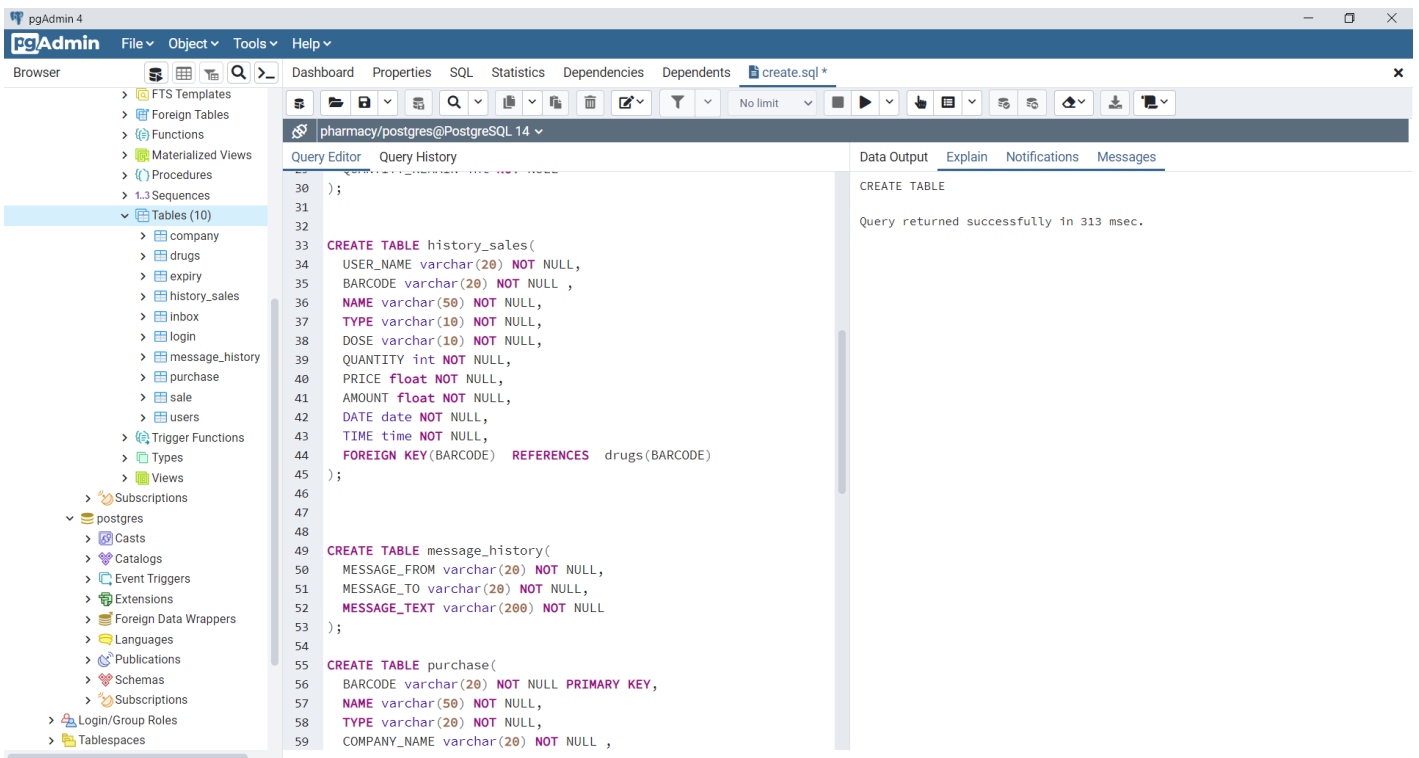 pgAdmin 4
pgAdmin File Object Tools Help
Browser
Dashboard Properties SQL Statistics Dependencies Dependents create.sql *
FTS Templates
Foreign Tables
Functions
Materialized Views
Procedures
1..3 Sequences
Tables (10)
company
drugs
expiry
history_sales
inbox
login
message_history
purchase
sale
users
Trigger Functions
Types
Views
Subscriptions
postgres
Casts
Catalogs
Event Triggers
Extensions
Foreign Data Wrappers
Languages
Publications
Schemas
Subscriptions
Login/Group Roles
Tablespaces
No limit
pharmacy/postgres@PostgreSQL 14
Query Editor Query History
29 QUANTITY_REMAIN int NOT NULL
30 );
31
32
33 CREATE TABLE history_sales(
34 USER_NAME varchar(20) NOT NULL,
35 BARCODE varchar(20) NOT NULL ,
36 NAME varchar(50) NOT NULL,
37 TYPE varchar(10) NOT NULL,
38 DOSE varchar(10) NOT NULL,
39 QUANTITY int NOT NULL,
40 PRICE float NOT NULL,
41 AMOUNT float NOT NULL,
42 DATE date NOT NULL,
43 TIME time NOT NULL,
44 FOREIGN KEY(BARCODE) REFERENCES drugs(BARCODE)
45 );
46
47
48
49 CREATE TABLE message_history(
50 MESSAGE_FROM varchar(20) NOT NULL,
51 MESSAGE_TO varchar(20) NOT NULL,
52 MESSAGE_TEXT varchar(200) NOT NULL
53 );
54
55 CREATE TABLE purchase(
56 BARCODE varchar(20) NOT NULL PRIMARY KEY,
57 NAME varchar(50) NOT NULL,
58 TYPE varchar(20) NOT NULL,
59 COMPANY_NAME varchar(20) NOT NULL ,
Data Output Explain Notifications Messages
CREATE TABLE
Query returned successfully in 313 msec.